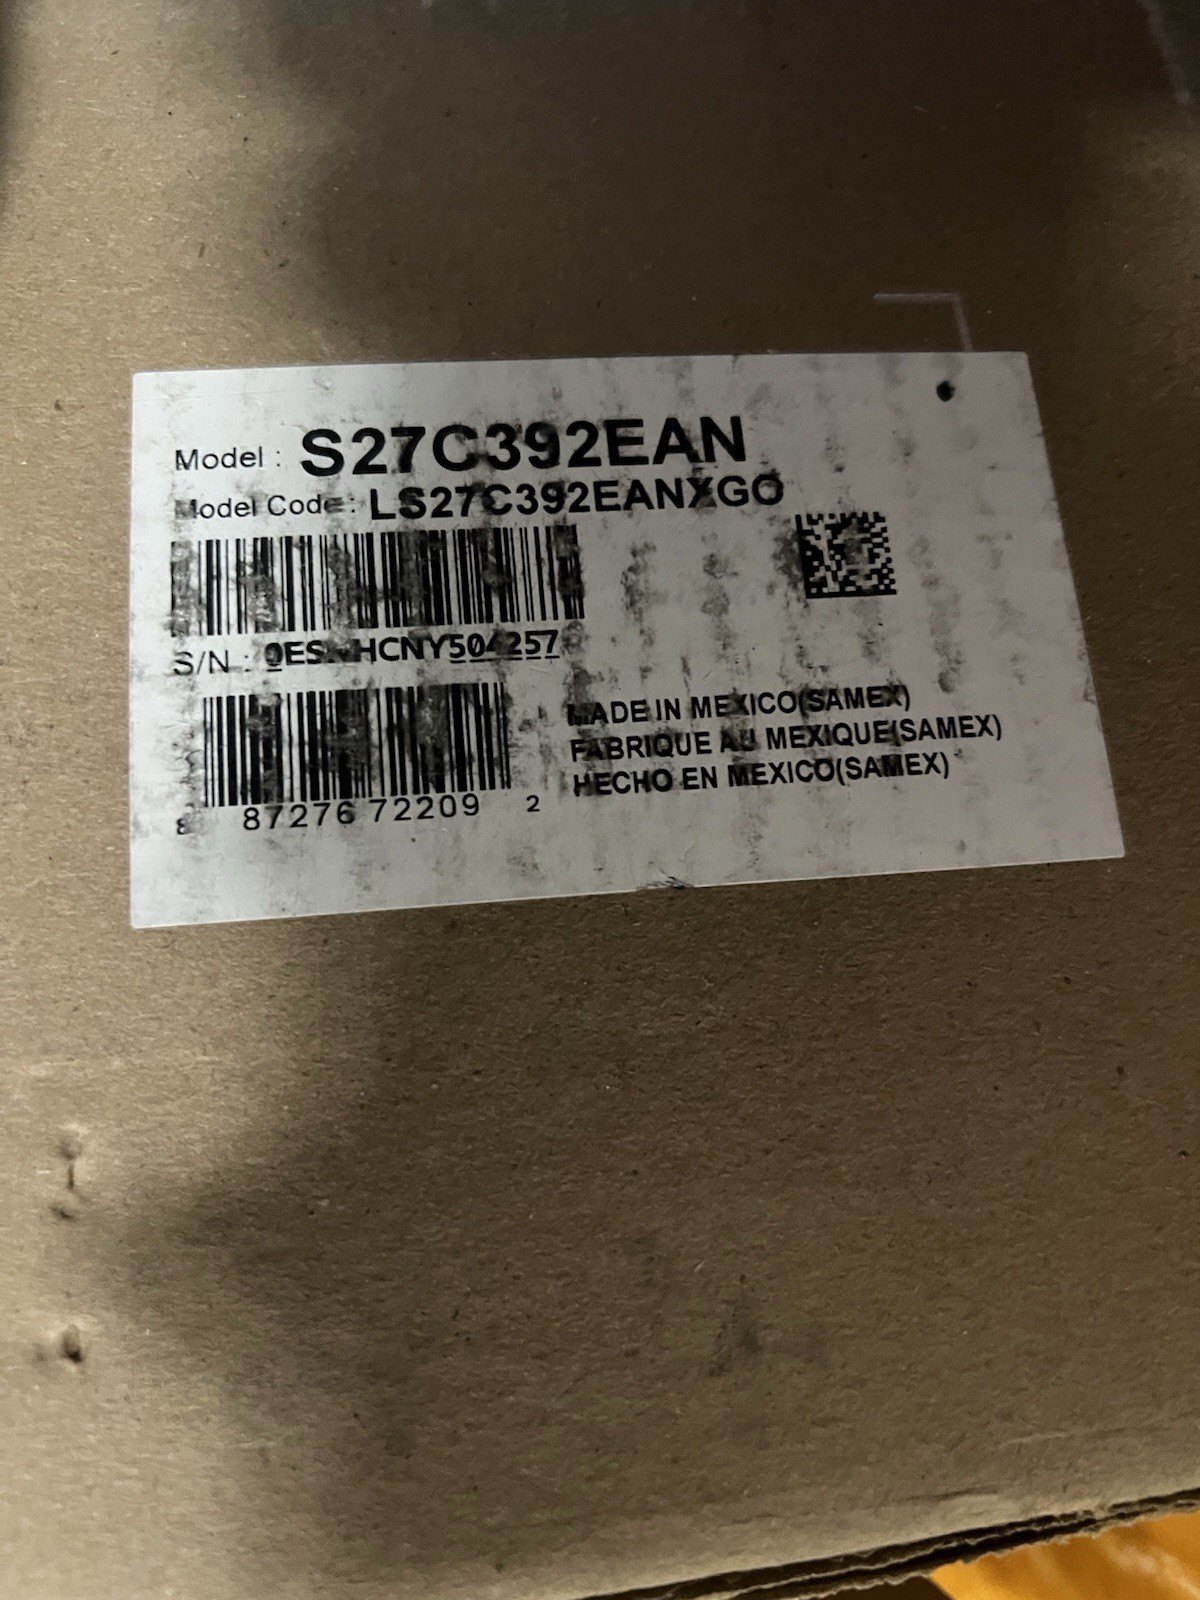 Model : S27C392EAN
Model Code : LS27C392EANXGO
S/N :
8 87276 72209 2
MADE IN MEXICO(SAMEX)
FABRIQUE AU MEXIQUE(SAMEX)
HECHO EN MEXICO(SAMEX)